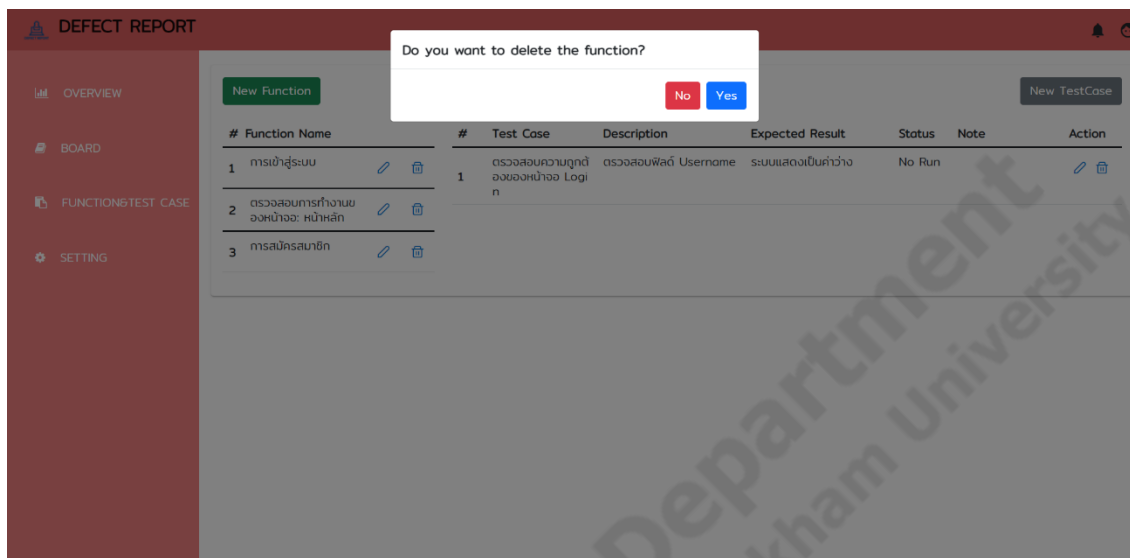 DEFECT REPORT
Do you want to delete the function?
No Yes
OVERVIEW
BOARD
FUNCTION&TEST CASE
SETTING
New Function
New TestCase
# Function Name
1 การเข้าสู่ระบบ
2 ตรวจสอบการทำงานข
องหน้าจอ: หน้าหลัก
3 การสมัครสมาชิก
# Test Case Description Expected Result Status Note Action
1 ตรวจสอบความถูกต้ ตรวจสอบฟิลด์ Username ระบบแสดงเป็นค่าว่าง No Run
องของหน้าจอ Logi
n
Department
University